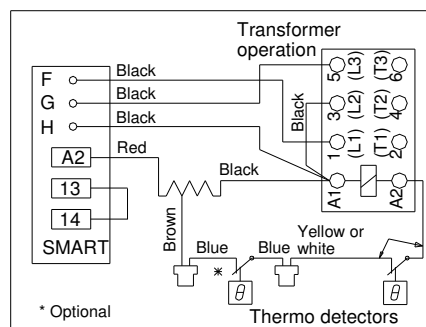 Transformer
operation
F
Black
G
Black
H
Black
A2
Red
13
14
SMART
Black
Brown
Blue
*
Blue
Yellow or
white
θ
θ
Thermo detectors
* Optional
5 (L3)
(T3) 6
3 (L2)
(T2) 4
1 (L1)
(T1) 2
Black
A1
A2